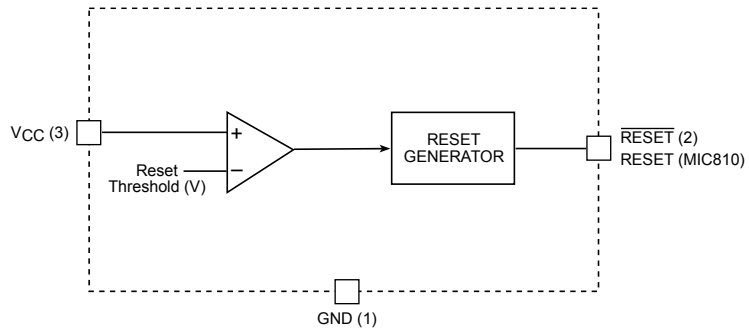 VCC (3)
+
−
Reset
Threshold (V)
RESET
GENERATOR
RESET (2)
RESET (MIC810)
GND (1)